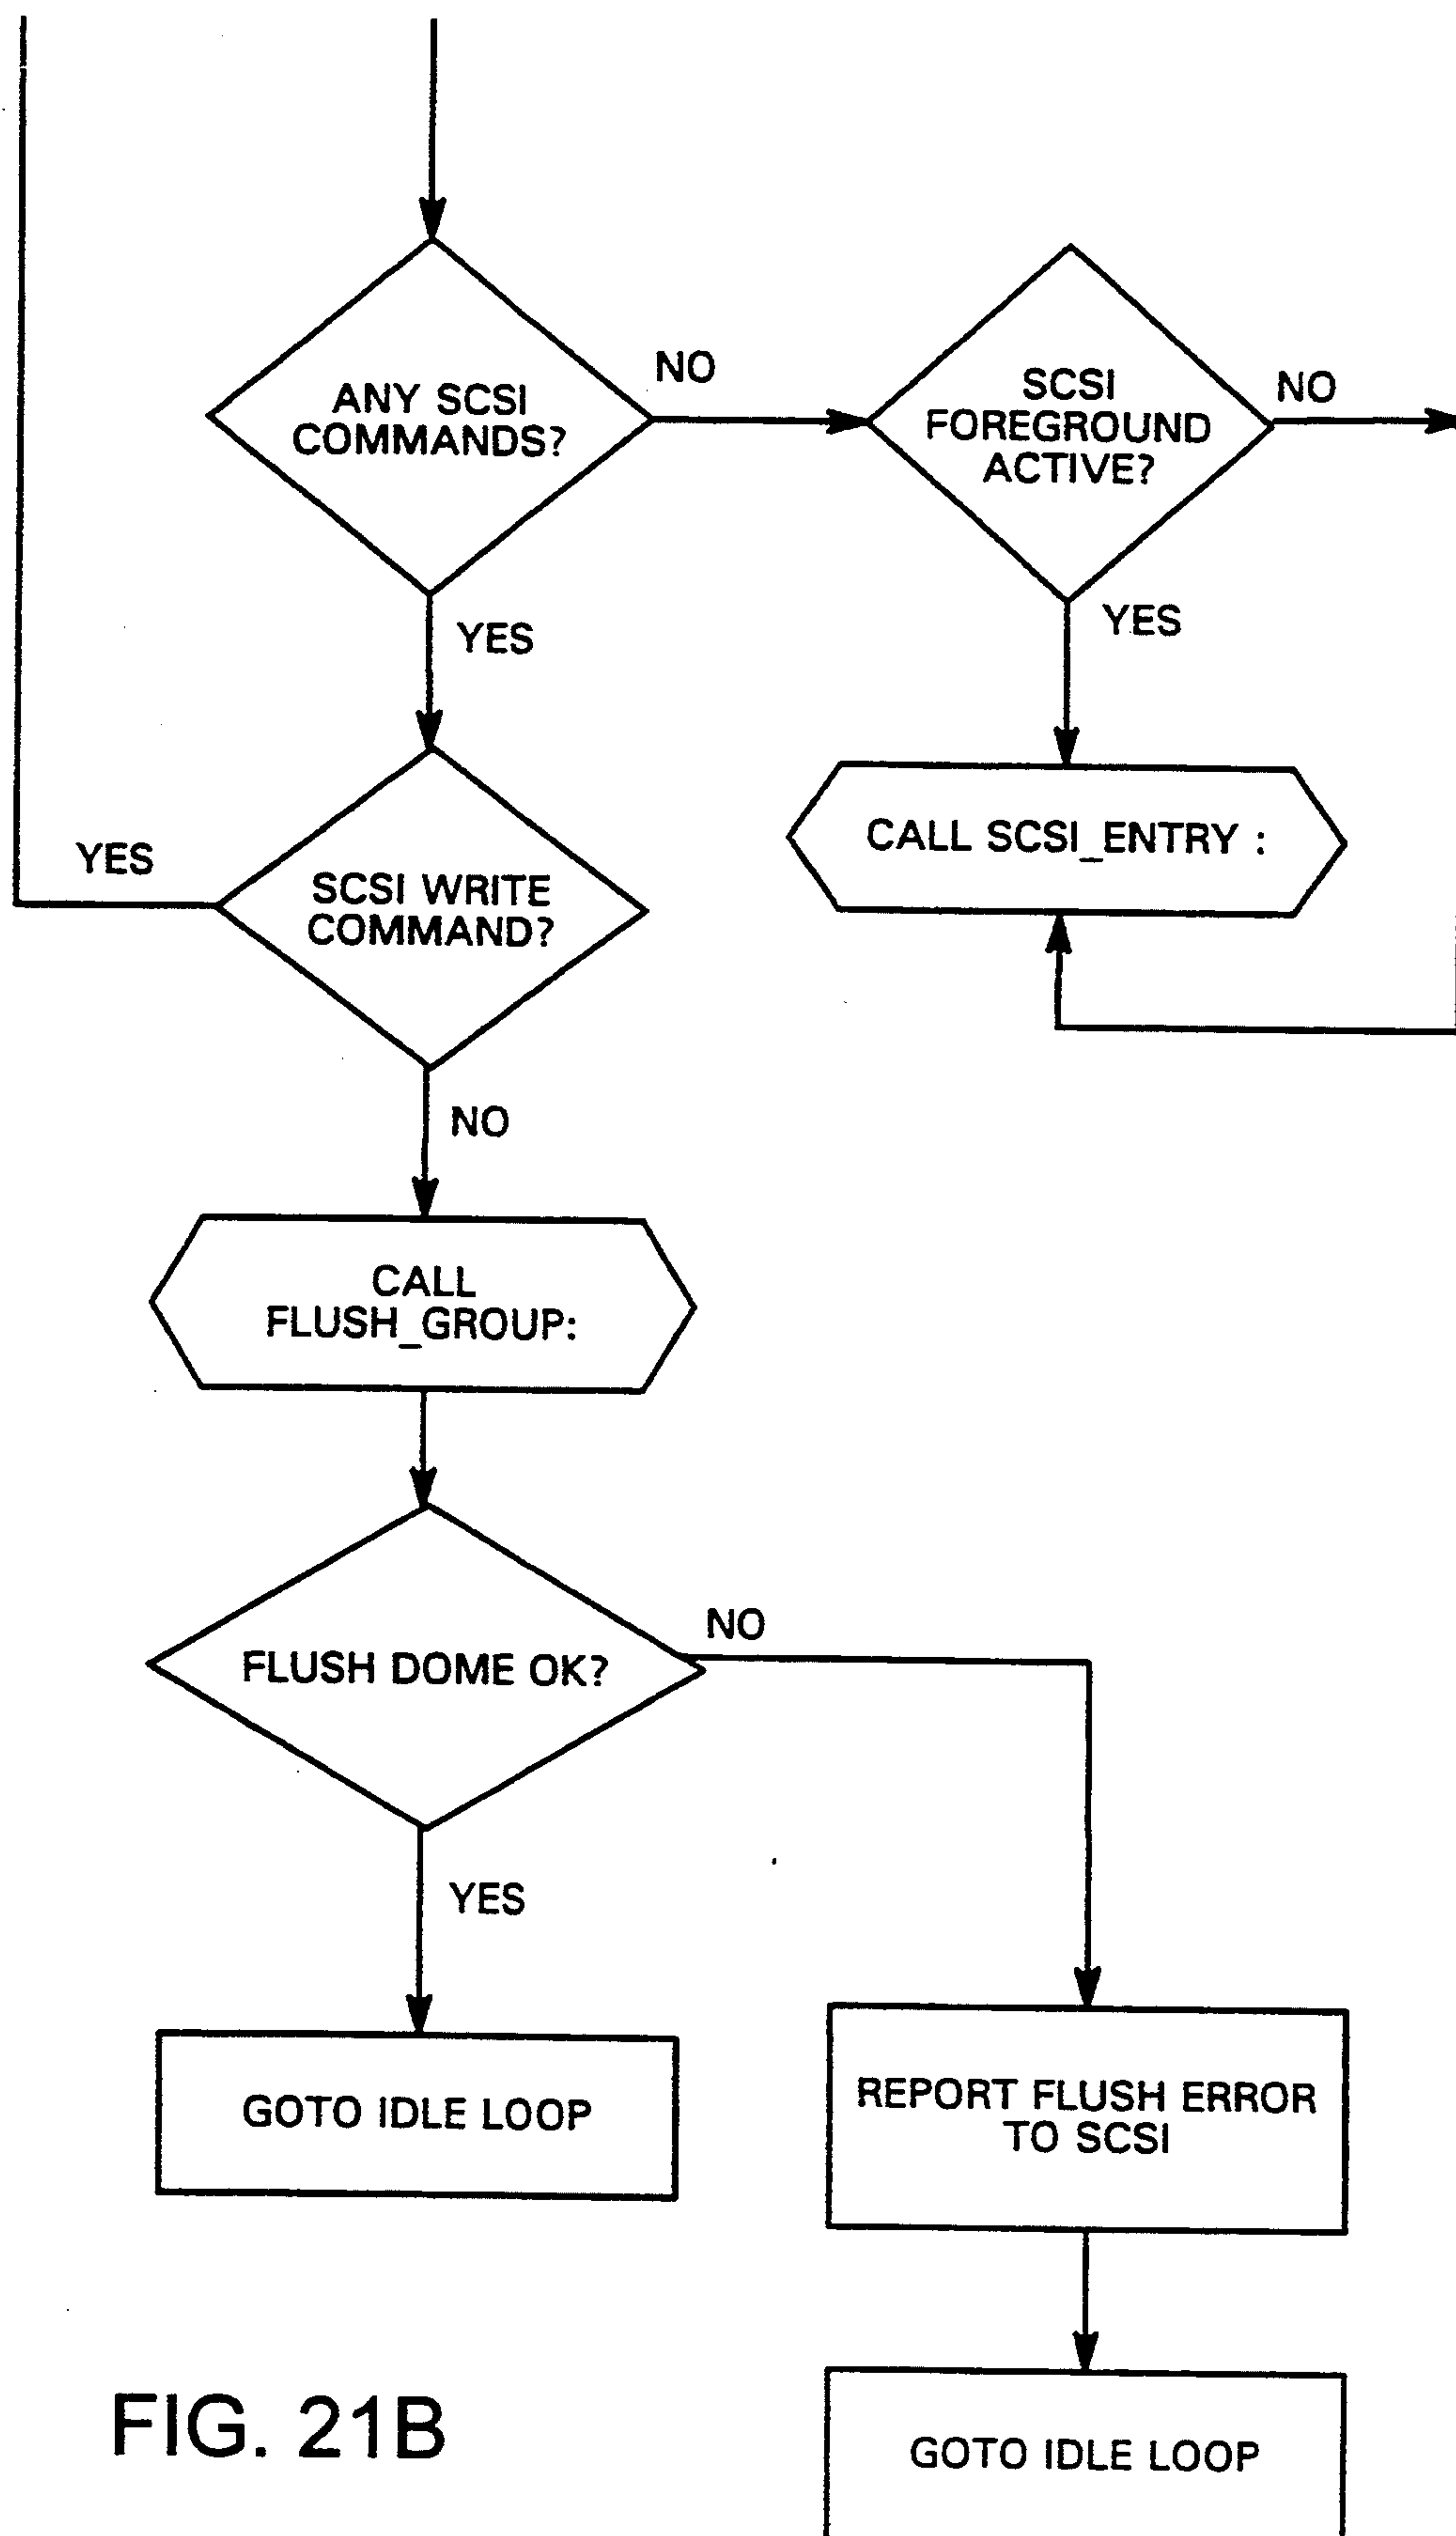 ANY SCSI
COMMANDS?
NO
SCSI
FOREGROUND
ACTIVE?
NO
YES
YES
CALL SCSI_ENTRY :
YES
SCSI WRITE
COMMAND?
NO
CALL
FLUSH_GROUP:
FLUSH DOME OK?
NO
YES
GOTO IDLE LOOP
REPORT FLUSH ERROR
TO SCSI
GOTO IDLE LOOP
FIG. 21B